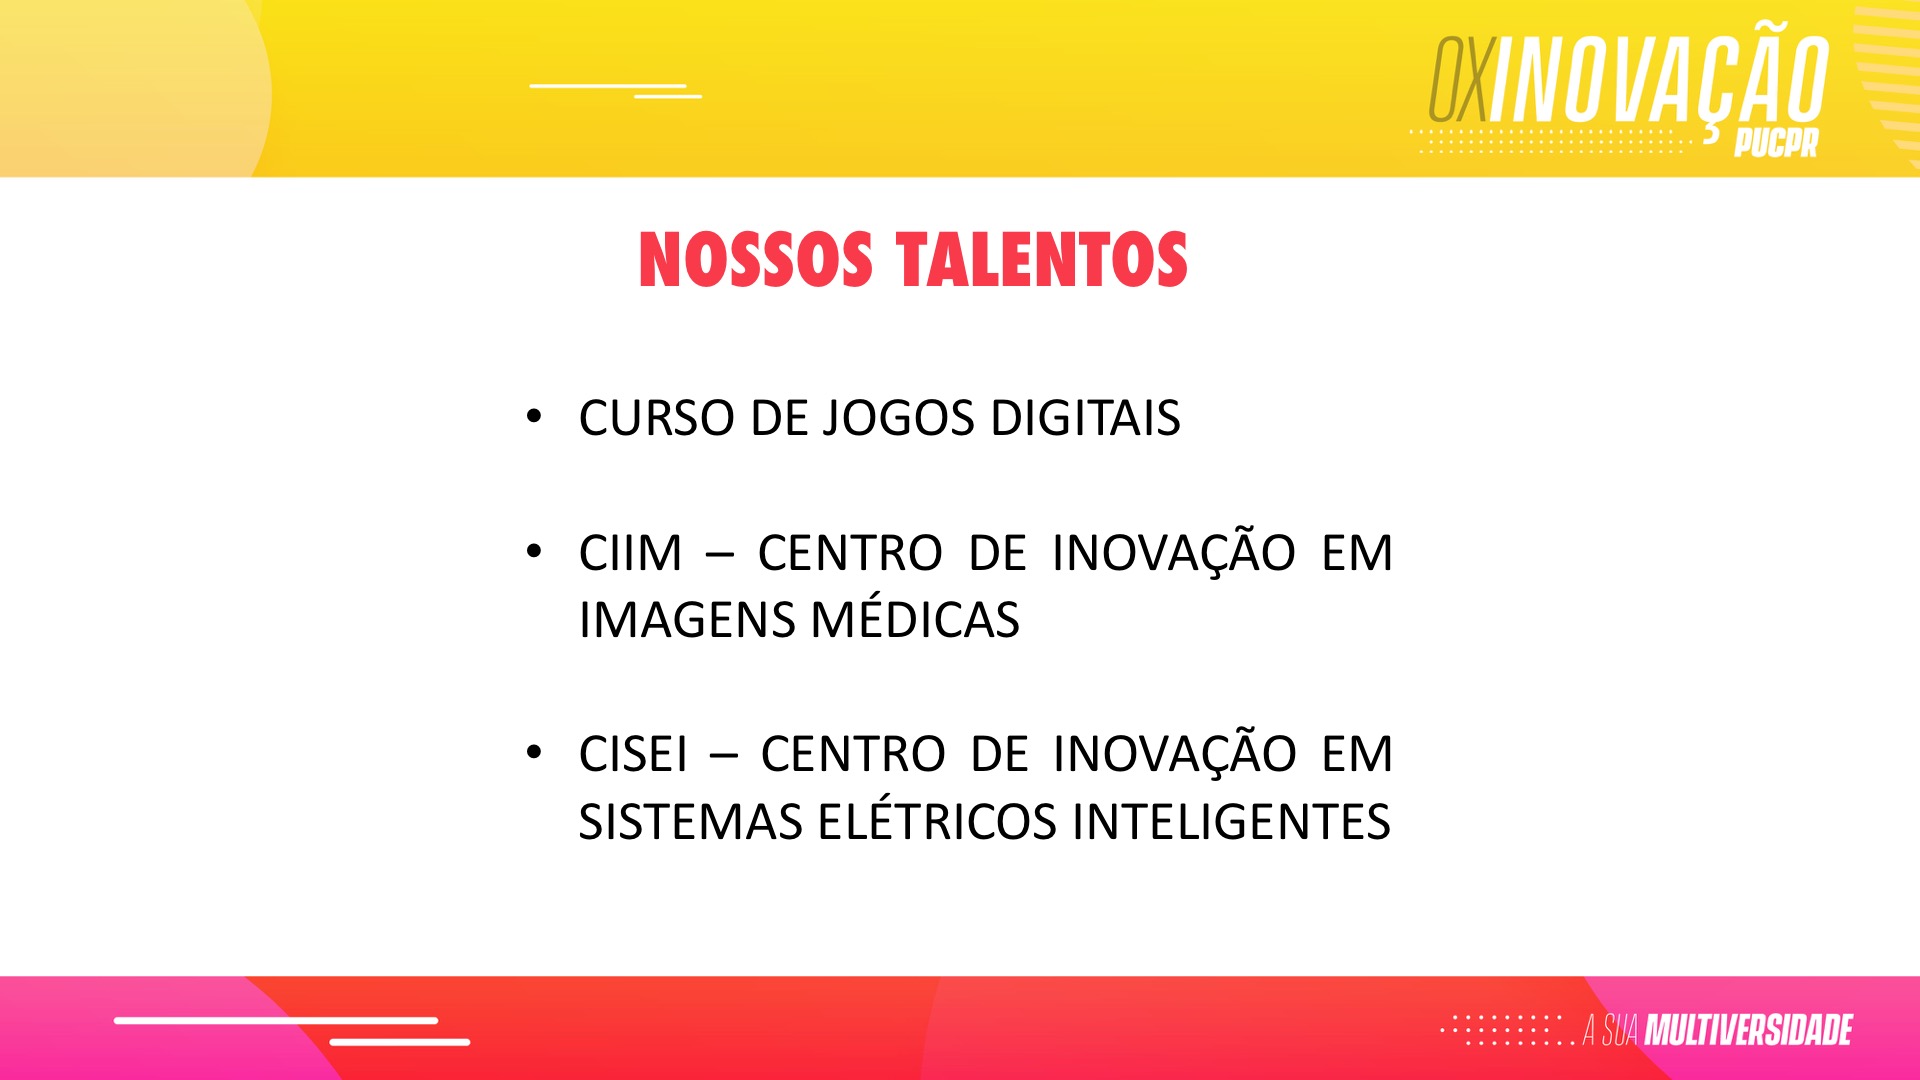 OXINOVAÇÃO
PUCPR
NOSSOS TALENTOS
• CURSO DE JOGOS DIGITAIS
• CIIM – CENTRO DE INOVAÇÃO EM
IMAGENS MÉDICAS
• CISEI – CENTRO DE INOVAÇÃO EM
SISTEMAS ELÉTRICOS INTELIGENTES
A SUA MULTIVERSIDADE